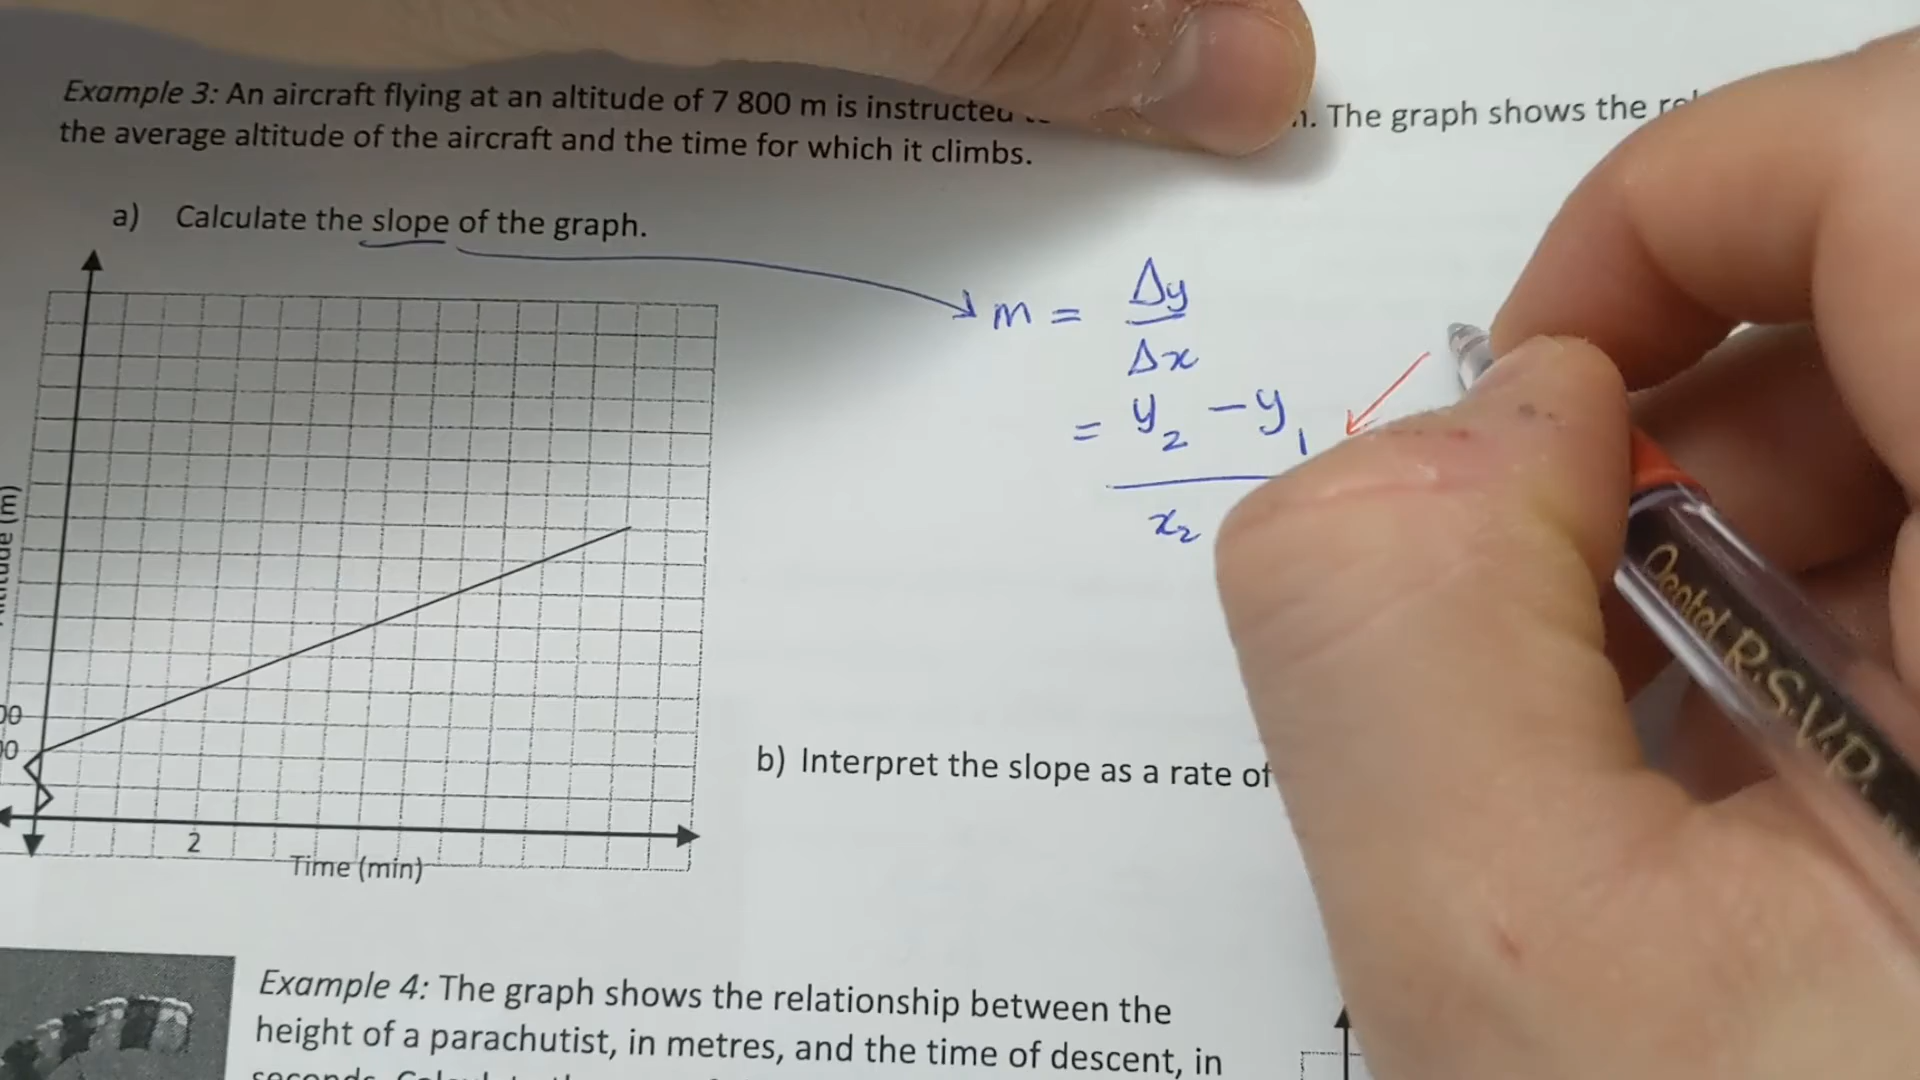 Example 3: An aircraft flying at an altitude of 7 800 m is instructed . The graph shows the
the average altitude of the aircraft and the time for which it climbs.
a) Calculate the slope of the graph.
m = Δy
Δx
= y2 - y1
x2
(m)
2
Time (min)
b) Interpret the slope as a rate of
Pentel R.S.V.P.
Example 4: The graph shows the relationship between the
height of a parachutist, in metres, and the time of descent, in